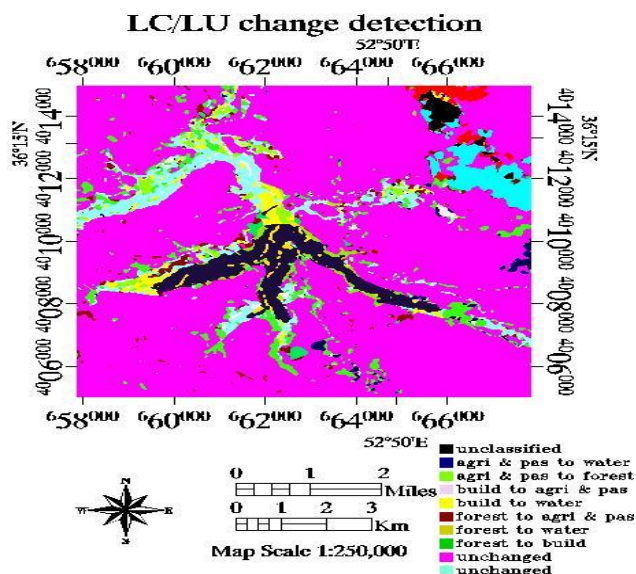 LC/LU change detection
52°50'E
658000 660000 662000 664000 666000
36°15'N
4014000
4012000
4010000
4008000
4006000
36°15'N
4014000
4012000
4010000
4008000
4006000
658000 660000 662000 664000 666000
52°50'E
unclassified
agri & pas to water
agri & pas to forest
build to agri & pas
build to water
forest to agri & pas
forest to water
forest to build
unchanged
unchanged
N
W E
S
0 1 2
Miles
0 1 2 3
Km
Map Scale 1:250,000